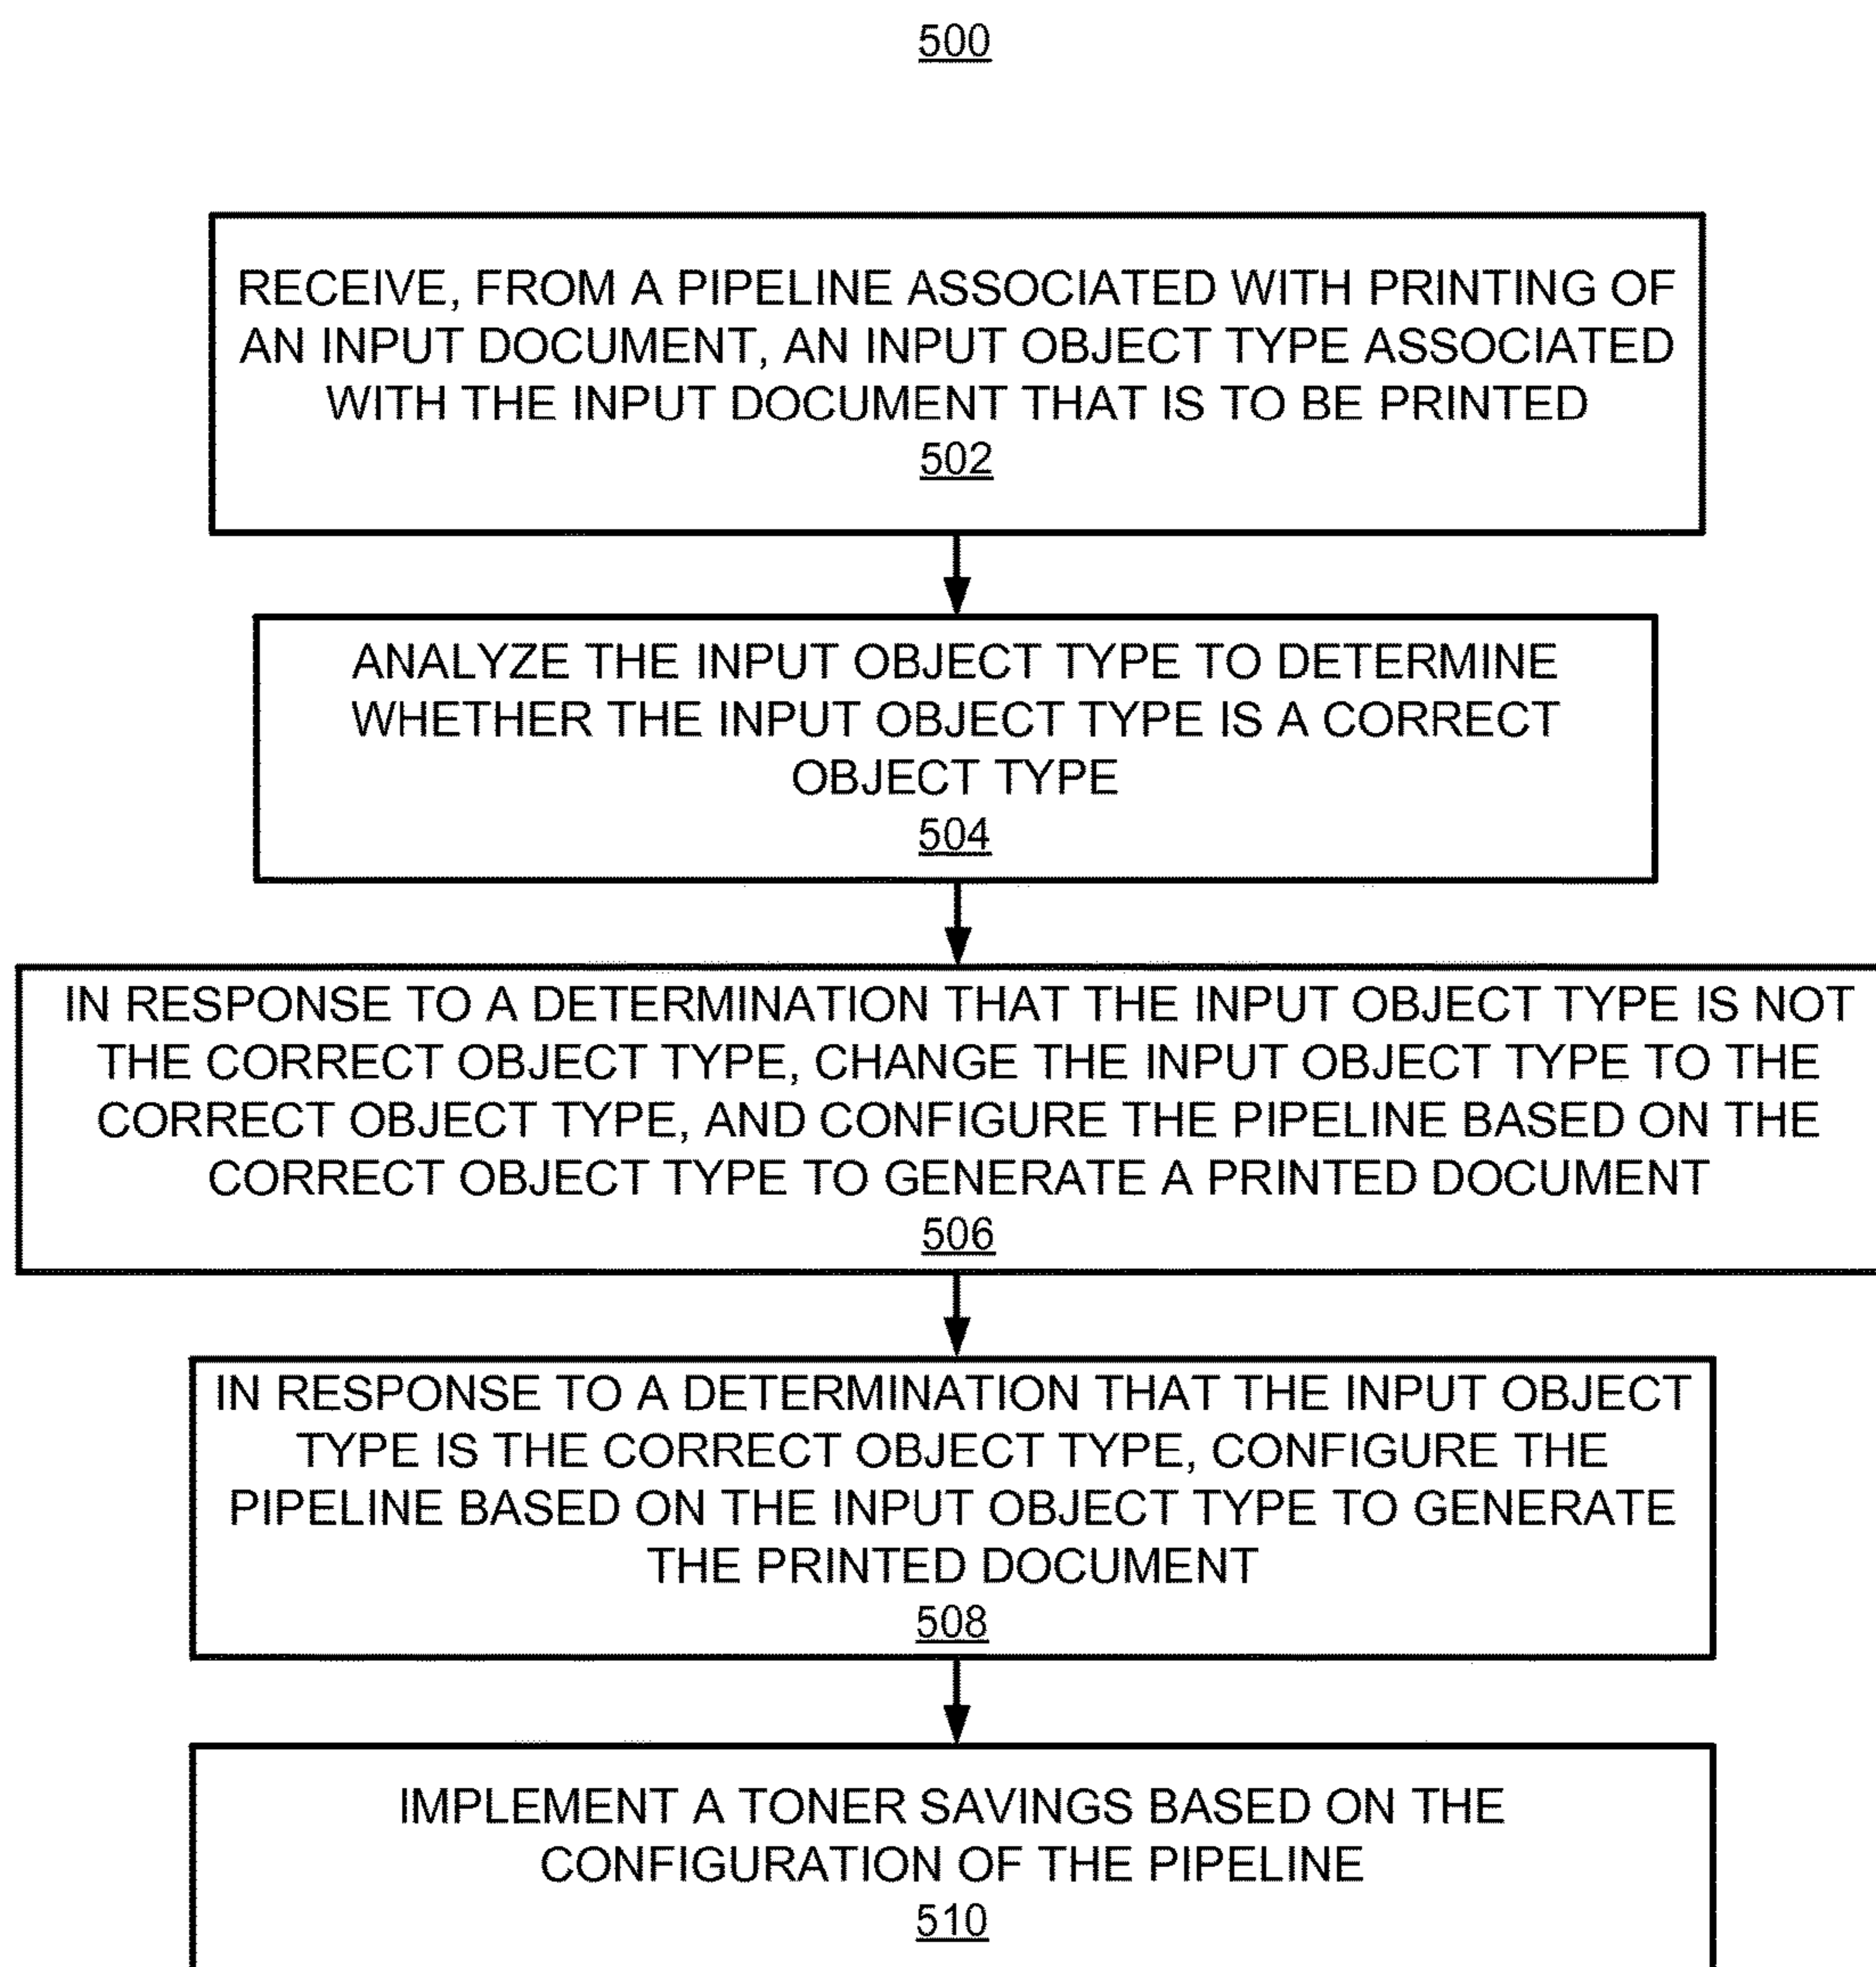 500
RECEIVE, FROM A PIPELINE ASSOCIATED WITH PRINTING OF
AN INPUT DOCUMENT, AN INPUT OBJECT TYPE ASSOCIATED
WITH THE INPUT DOCUMENT THAT IS TO BE PRINTED
502
ANALYZE THE INPUT OBJECT TYPE TO DETERMINE
WHETHER THE INPUT OBJECT TYPE IS A CORRECT
OBJECT TYPE
504
IN RESPONSE TO A DETERMINATION THAT THE INPUT OBJECT TYPE IS NOT
THE CORRECT OBJECT TYPE, CHANGE THE INPUT OBJECT TYPE TO THE
CORRECT OBJECT TYPE, AND CONFIGURE THE PIPELINE BASED ON THE
CORRECT OBJECT TYPE TO GENERATE A PRINTED DOCUMENT
506
IN RESPONSE TO A DETERMINATION THAT THE INPUT OBJECT
TYPE IS THE CORRECT OBJECT TYPE, CONFIGURE THE
PIPELINE BASED ON THE INPUT OBJECT TYPE TO GENERATE
THE PRINTED DOCUMENT
508
IMPLEMENT A TONER SAVINGS BASED ON THE
CONFIGURATION OF THE PIPELINE
510